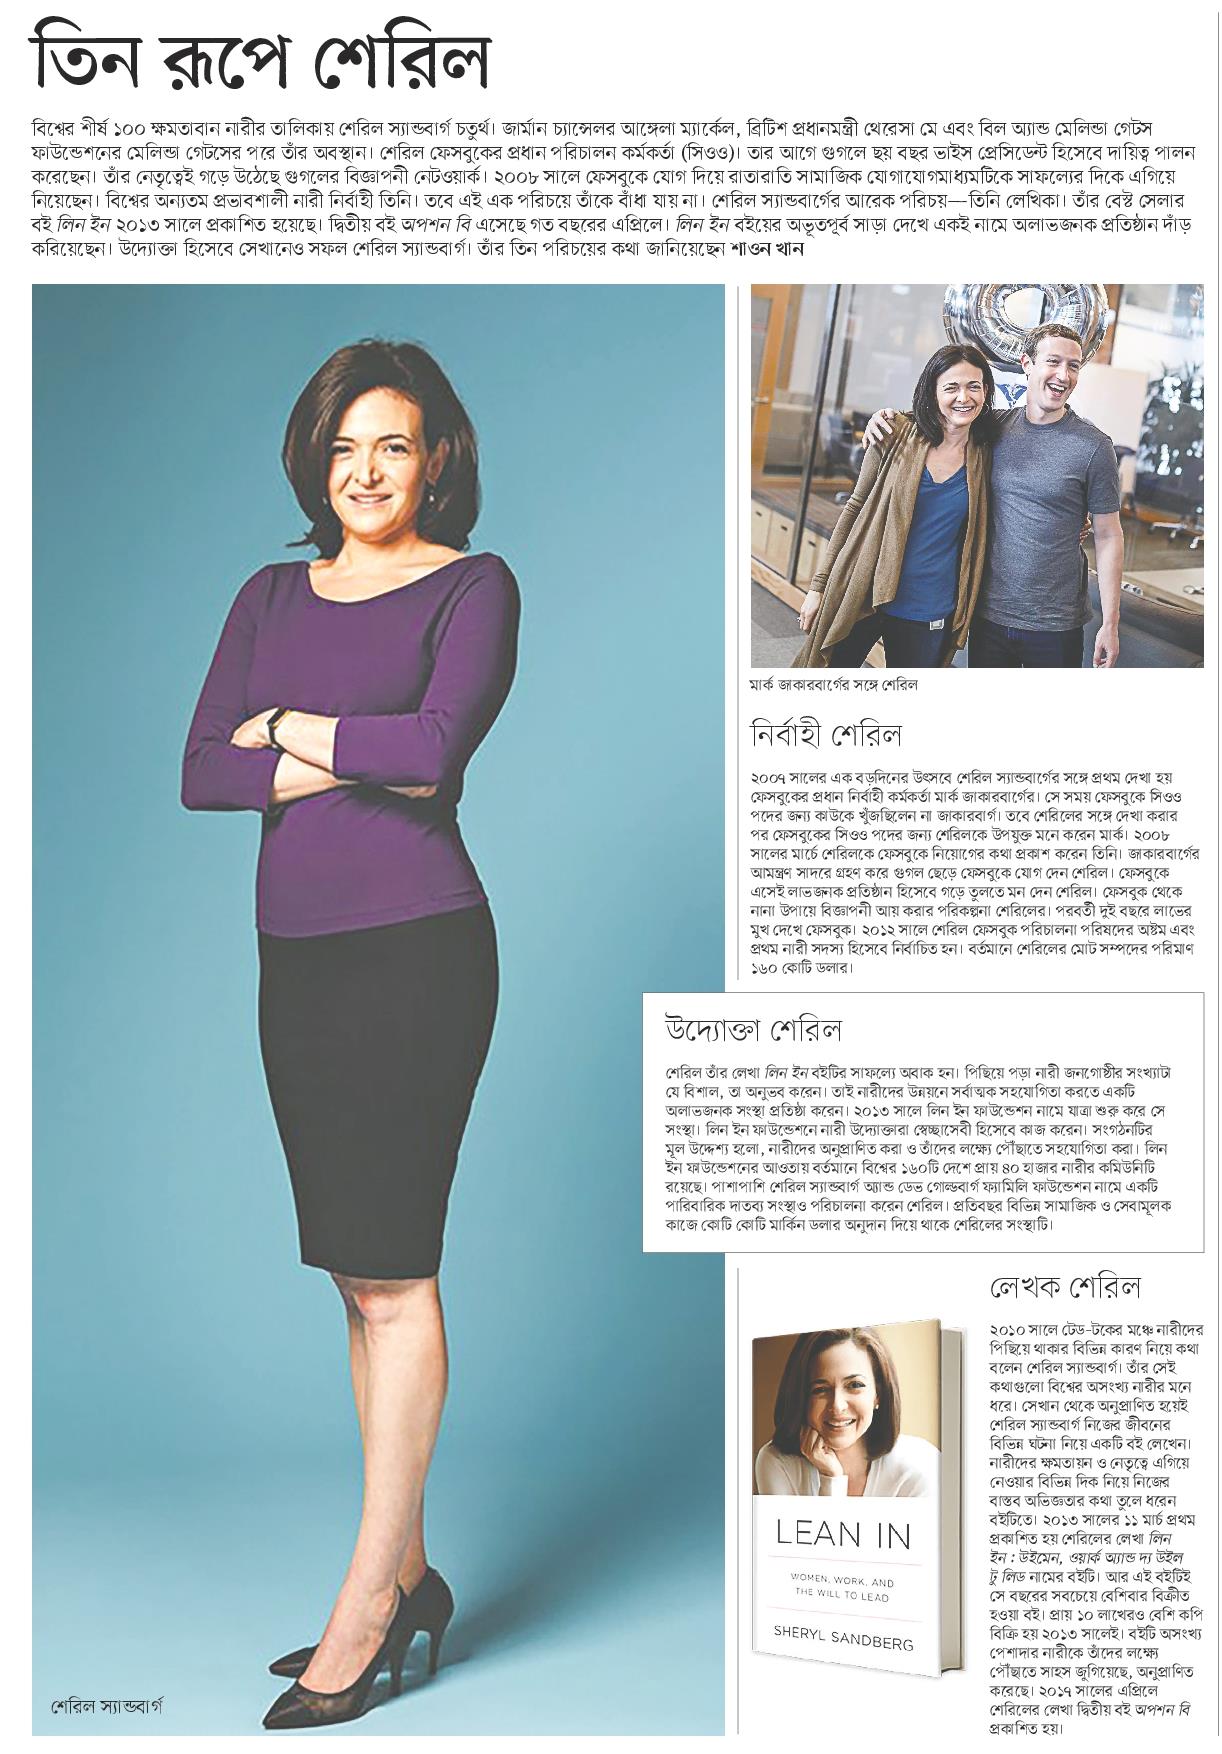 তিন রূপে শেরিল
বিশ্বের শীর্ষ ১০০ ক্ষমতাবান নারীর তালিকায় শেরিল স্যান্ডবার্গ চতুর্থ। জার্মান চ্যান্সেলর আঙ্গেলা ম্যার্কেল, ব্রিটিশ প্রধানমন্ত্রী থেরেসা মে এবং বিল অ্যান্ড মেলিন্ডা গেটস
ফাউন্ডেশনের মেলিন্ডা গেটসের পরে তাঁর অবস্থান। শেরিল ফেসবুকের প্রধান পরিচালন কর্মকর্তা (সিওও)। তার আগে গুগলে ছয় বছর ভাইস প্রেসিডেন্ট হিসেবে দায়িত্ব পালন
করেছেন। তাঁর নেতৃত্বেই গড়ে উঠেছে গুগলের বিজ্ঞাপনী নেটওয়ার্ক। ২০০৮ সালে ফেসবুকে যোগ দিয়ে রাতারাতি সামাজিক যোগাযোগমাধ্যমটিকে সাফল্যের দিকে এগিয়ে
নিয়েছেন। বিশ্বের অন্যতম প্রভাবশালী নারী নির্বাহী তিনি। তবে এই এক পরিচয়ে তাঁকে বাঁধা যায় না। শেরিল স্যান্ডবার্গের আরেক পরিচয়—তিনি লেখিকা। তাঁর বেস্ট সেলার
বই লিন ইন ২০১৩ সালে প্রকাশিত হয়েছে। দ্বিতীয় বই অপশন বি এসেছে গত বছরের এপ্রিলে। লিন ইন বইয়ের অভূতপূর্ব সাড়া দেখে একই নামে অলাভজনক প্রতিষ্ঠান দাঁড়
করিয়েছেন। উদ্যোক্তা হিসেবে সেখানেও সফল শেরিল স্যান্ডবার্গ। তাঁর তিন পরিচয়ের কথা জানিয়েছেন শাওন খান
মার্ক জাকারবার্গের সঙ্গে শেরিল
নির্বাহী শেরিল
২০০৭ সালের এক বড়দিনের উৎসবে শেরিল স্যান্ডবার্গের সঙ্গে প্রথম দেখা হয়
ফেসবুকের প্রধান নির্বাহী কর্মকর্তা মার্ক জাকারবার্গের। সে সময় ফেসবুকে সিওও
পদের জন্য কাউকে খুঁজছিলেন না জাকারবার্গ। তবে শেরিলের সঙ্গে দেখা করার
পর ফেসবুকের সিওও পদের জন্য শেরিলকে উপযুক্ত মনে করেন মার্ক। ২০০৮
সালের মার্চে শেরিলকে ফেসবুকে নিয়োগের কথা প্রকাশ করেন তিনি। জাকারবার্গের
আমন্ত্রণ সাদরে গ্রহণ করে গুগল ছেড়ে ফেসবুকে যোগ দেন শেরিল। ফেসবুকে
এসেই লাভজনক প্রতিষ্ঠান হিসেবে গড়ে তুলতে মন দেন শেরিল। ফেসবুক থেকে
নানা উপায়ে বিজ্ঞাপনী আয় করার পরিকল্পনা শেরিলের। পরবর্তী দুই বছরে লাভের
মুখ দেখে ফেসবুক। ২০১২ সালে শেরিল ফেসবুক পরিচালনা পরিষদের অষ্টম এবং
প্রথম নারী সদস্য হিসেবে নির্বাচিত হন। বর্তমানে শেরিলের মোট সম্পদের পরিমাণ
১৬০ কোটি ডলার।
উদ্যোক্তা শেরিল
শেরিল তাঁর লেখা লিন ইন বইটির সাফল্যে অবাক হন। পিছিয়ে পড়া নারী জনগোষ্ঠীর সংখ্যাটা
যে বিশাল, তা অনুভব করেন। তাই নারীদের উন্নয়নে সর্বাত্মক সহযোগিতা করতে একটি
অলাভজনক সংস্থা প্রতিষ্ঠা করেন। ২০১৩ সালে লিন ইন ফাউন্ডেশন নামে যাত্রা শুরু করে সে
সংস্থা। লিন ইন ফাউন্ডেশনে নারী উদ্যোক্তারা স্বেচ্ছাসেবী হিসেবে কাজ করেন। সংগঠনটির
মূল উদ্দেশ্য হলো, নারীদের অনুপ্রাণিত করা ও তাঁদের লক্ষ্যে পৌঁছাতে সহযোগিতা করা। লিন
ইন ফাউন্ডেশনের আওতায় বর্তমানে বিশ্বের ১৬০টি দেশে প্রায় ৪০ হাজার নারীর কমিউনিটি
রয়েছে। পাশাপাশি শেরিল স্যান্ডবার্গ অ্যান্ড ডেভ গোল্ডবার্গ ফ্যামিলি ফাউন্ডেশন নামে একটি
পারিবারিক দাতব্য সংস্থাও পরিচালনা করেন শেরিল। প্রতিবছর বিভিন্ন সামাজিক ও সেবামূলক
কাজে কোটি কোটি মার্কিন ডলার অনুদান দিয়ে থাকে শেরিলের সংস্থাটি।
লেখক শেরিল
২০১০ সালে টেড-টকের মঞ্চে নারীদের
পিছিয়ে থাকার বিভিন্ন কারণ নিয়ে কথা
বলেন শেরিল স্যান্ডবার্গ। তাঁর সেই
কথাগুলো বিশ্বের অসংখ্য নারীর মনে
ধরে। সেখান থেকে অনুপ্রাণিত হয়েই
শেরিল স্যান্ডবার্গ নিজের জীবনের
বিভিন্ন ঘটনা নিয়ে একটি বই লেখেন।
নারীদের ক্ষমতায়ন ও নেতৃত্বে এগিয়ে
নেওয়ার বিভিন্ন দিক নিয়ে নিজের
বাস্তব অভিজ্ঞতার কথা তুলে ধরেন
বইটিতে। ২০১৩ সালের ১১ মার্চ প্রথম
প্রকাশিত হয় শেরিলের লেখা লিন
ইন : উইমেন, ওয়ার্ক অ্যান্ড দ্য উইল
টু লিড নামের বইটি। আর এই বইটিই
সে বছরের সবচেয়ে বেশিবার বিক্রীত
হওয়া বই। প্রায় ১০ লাখেরও বেশি কপি
বিক্রি হয় ২০১৩ সালেই। বইটি অসংখ্য
পেশাদার নারীকে তাঁদের লক্ষ্যে
পৌঁছাতে সাহস জুগিয়েছে, অনুপ্রাণিত
করেছে। ২০১৭ সালের এপ্রিলে
শেরিলের লেখা দ্বিতীয় বই অপশন বি
প্রকাশিত হয়।
LEAN IN
WOMEN, WORK, AND
THE WILL TO LEAD
SHERYL SANDBERG
শেরিল স্যান্ডবার্গ